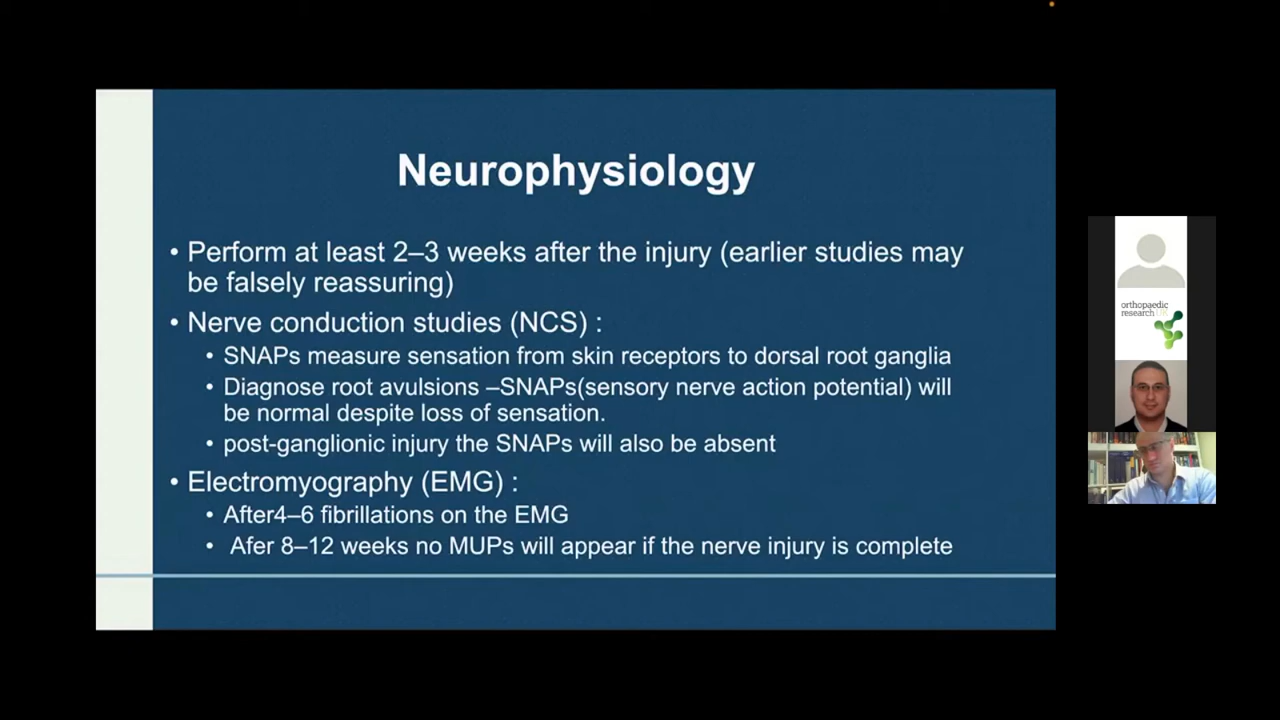 Neurophysiology
• Perform at least 2–3 weeks after the injury (earlier studies may
be falsely reassuring)
• Nerve conduction studies (NCS) :
• SNAPs measure sensation from skin receptors to dorsal root ganglia
• Diagnose root avulsions –SNAPs(sensory nerve action potential) will
be normal despite loss of sensation.
• post-ganglionic injury the SNAPs will also be absent
• Electromyography (EMG) :
• After4–6 fibrillations on the EMG
• Afer 8–12 weeks no MUPs will appear if the nerve injury is complete
orthopaedic
research UK